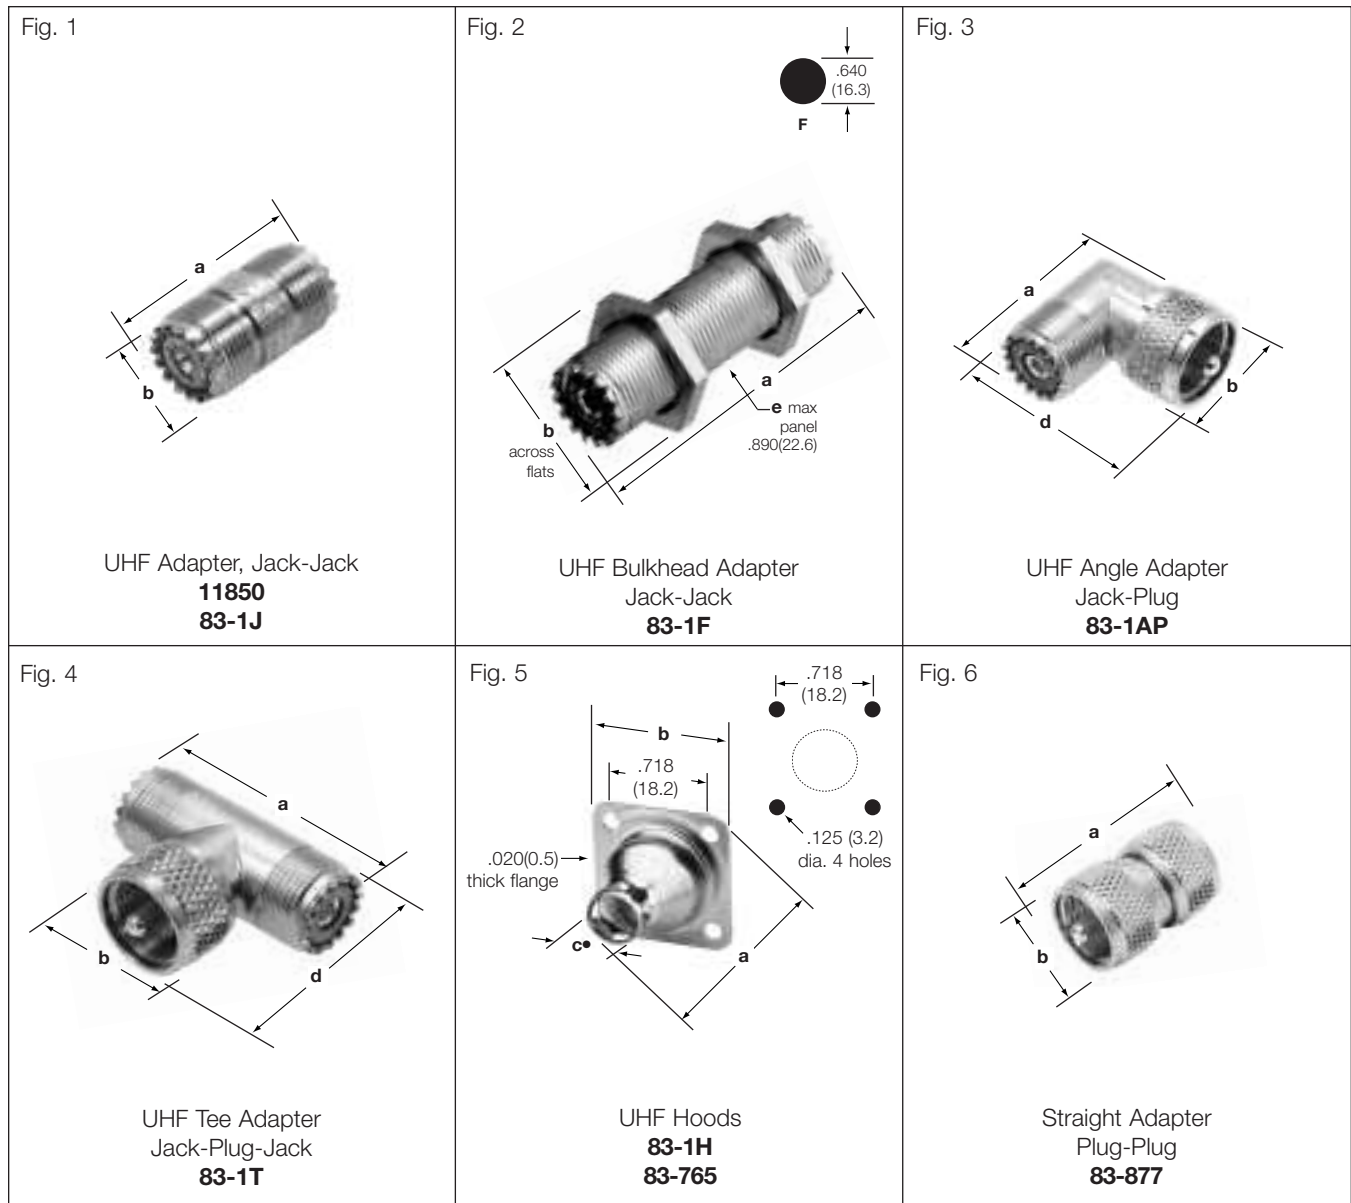 Fig. 1
a
b
UHF Adapter, Jack-Jack
11850
83-1J
Fig. 2
.640
(16.3)
F
a
e max
panel
.890(22.6)
b
across
flats
UHF Bulkhead Adapter
Jack-Jack
83-1F
Fig. 3
a
b
d
UHF Angle Adapter
Jack-Plug
83-1AP
Fig. 4
a
b
d
UHF Tee Adapter
Jack-Plug-Jack
83-1T
Fig. 5
.718
(18.2)
b
.718
(18.2)
.125 (3.2)
dia. 4 holes
.020(0.5)
thick flange
c•
a
UHF Hoods
83-1H
83-765
Fig. 6
a
b
Straight Adapter
Plug-Plug
83-877